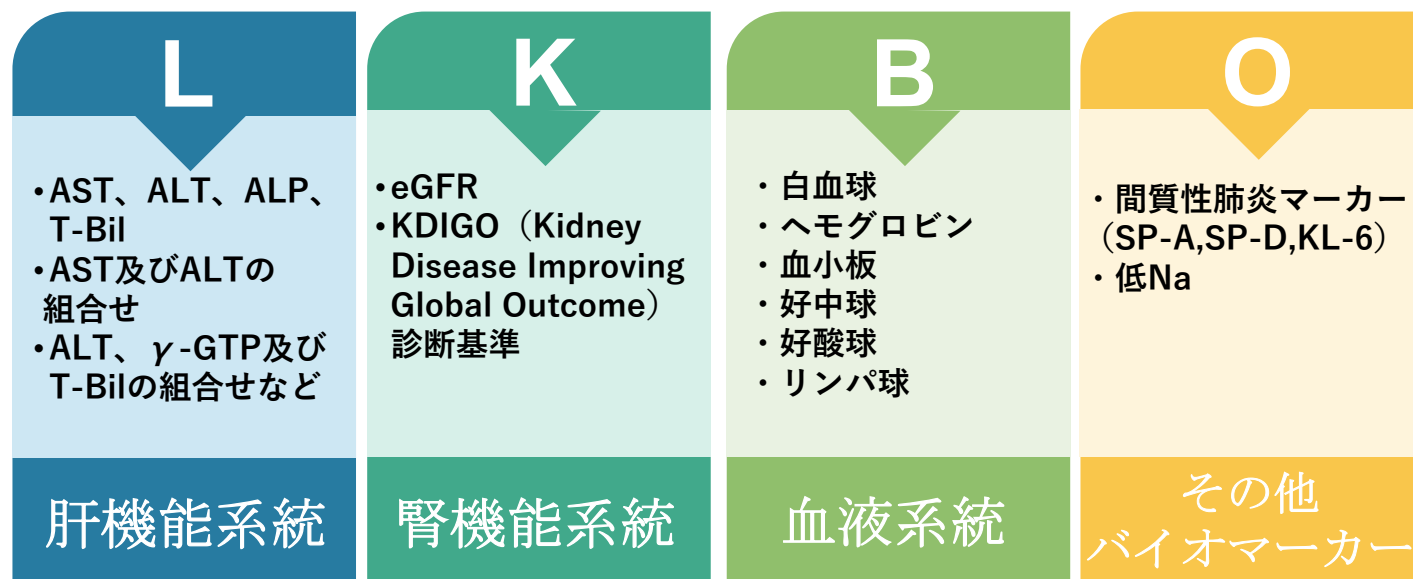 L
・AST、ALT、ALP、
T-Bil
・AST及びALTの
組合せ
・ALT、γ-GTP及び
T-Bilの組合せなど
肝機能系統
K
・eGFR
・KDIGO（Kidney
Disease Improving
Global Outcome）
診断基準
腎機能系統
B
・白血球
・ヘモグロビン
・血小板
・好中球
・好酸球
・リンパ球
血液系統
O
・間質性肺炎マーカー
（SP-A,SP-D,KL-6）
・低Na
その他
バイオマーカー